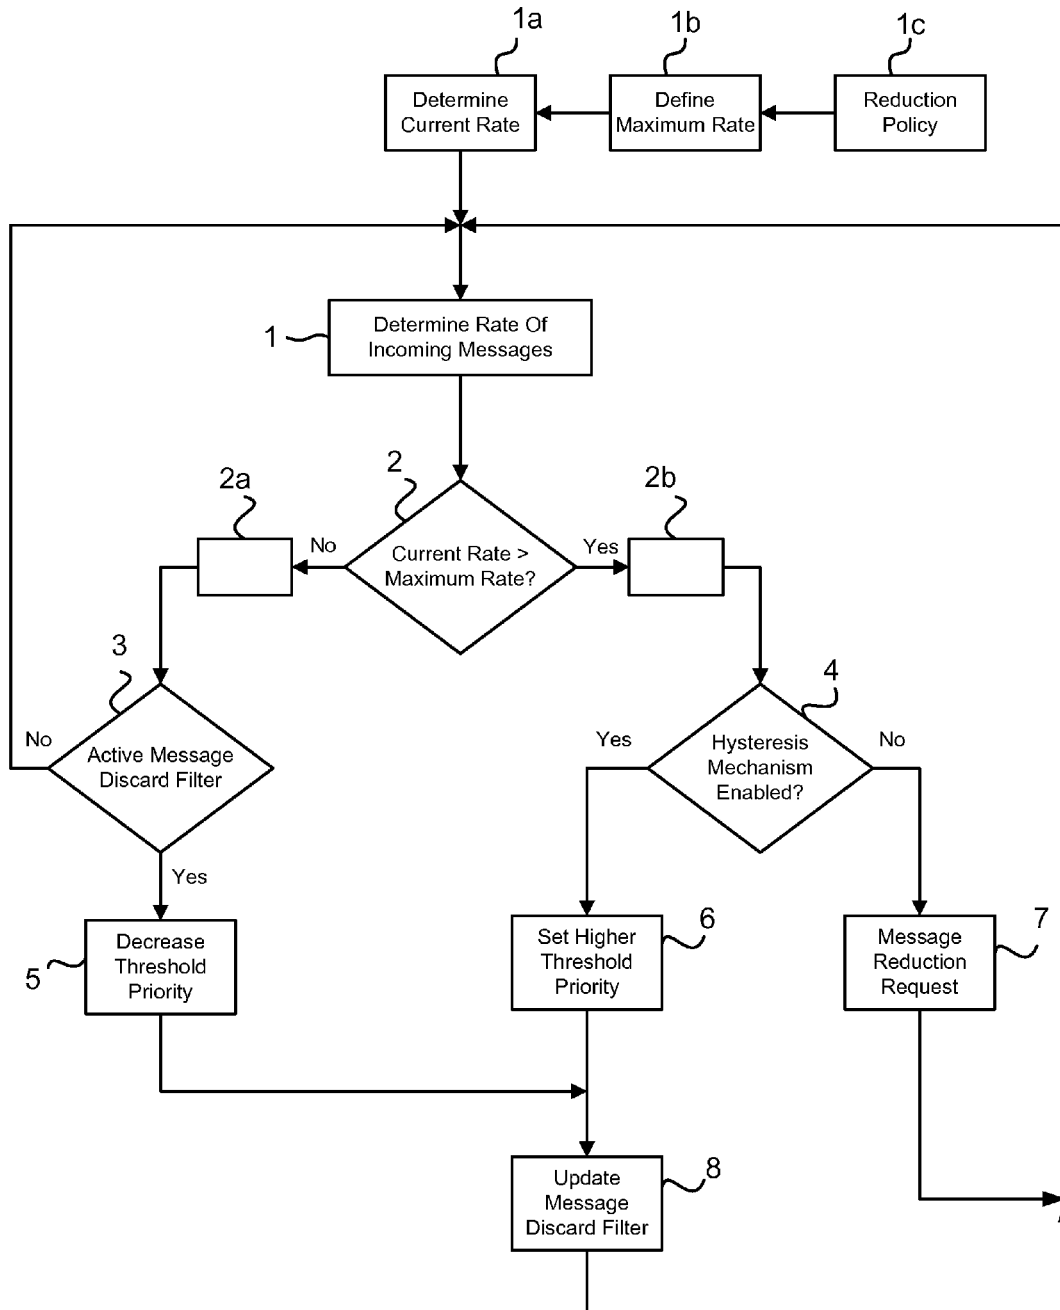 1a
1b
1c
Determine
Current Rate
Define
Maximum Rate
Reduction
Policy
1
Determine Rate Of
Incoming Messages
2
2a
2b
No
Yes
Current Rate >
Maximum Rate?
3
4
No
Active Message
Discard Filter
Yes
Hysteresis
Mechanism
Enabled?
No
Yes
5
Decrease
Threshold
Priority
6
Set Higher
Threshold
Priority
7
Message
Reduction
Request
8
Update
Message
Discard Filter